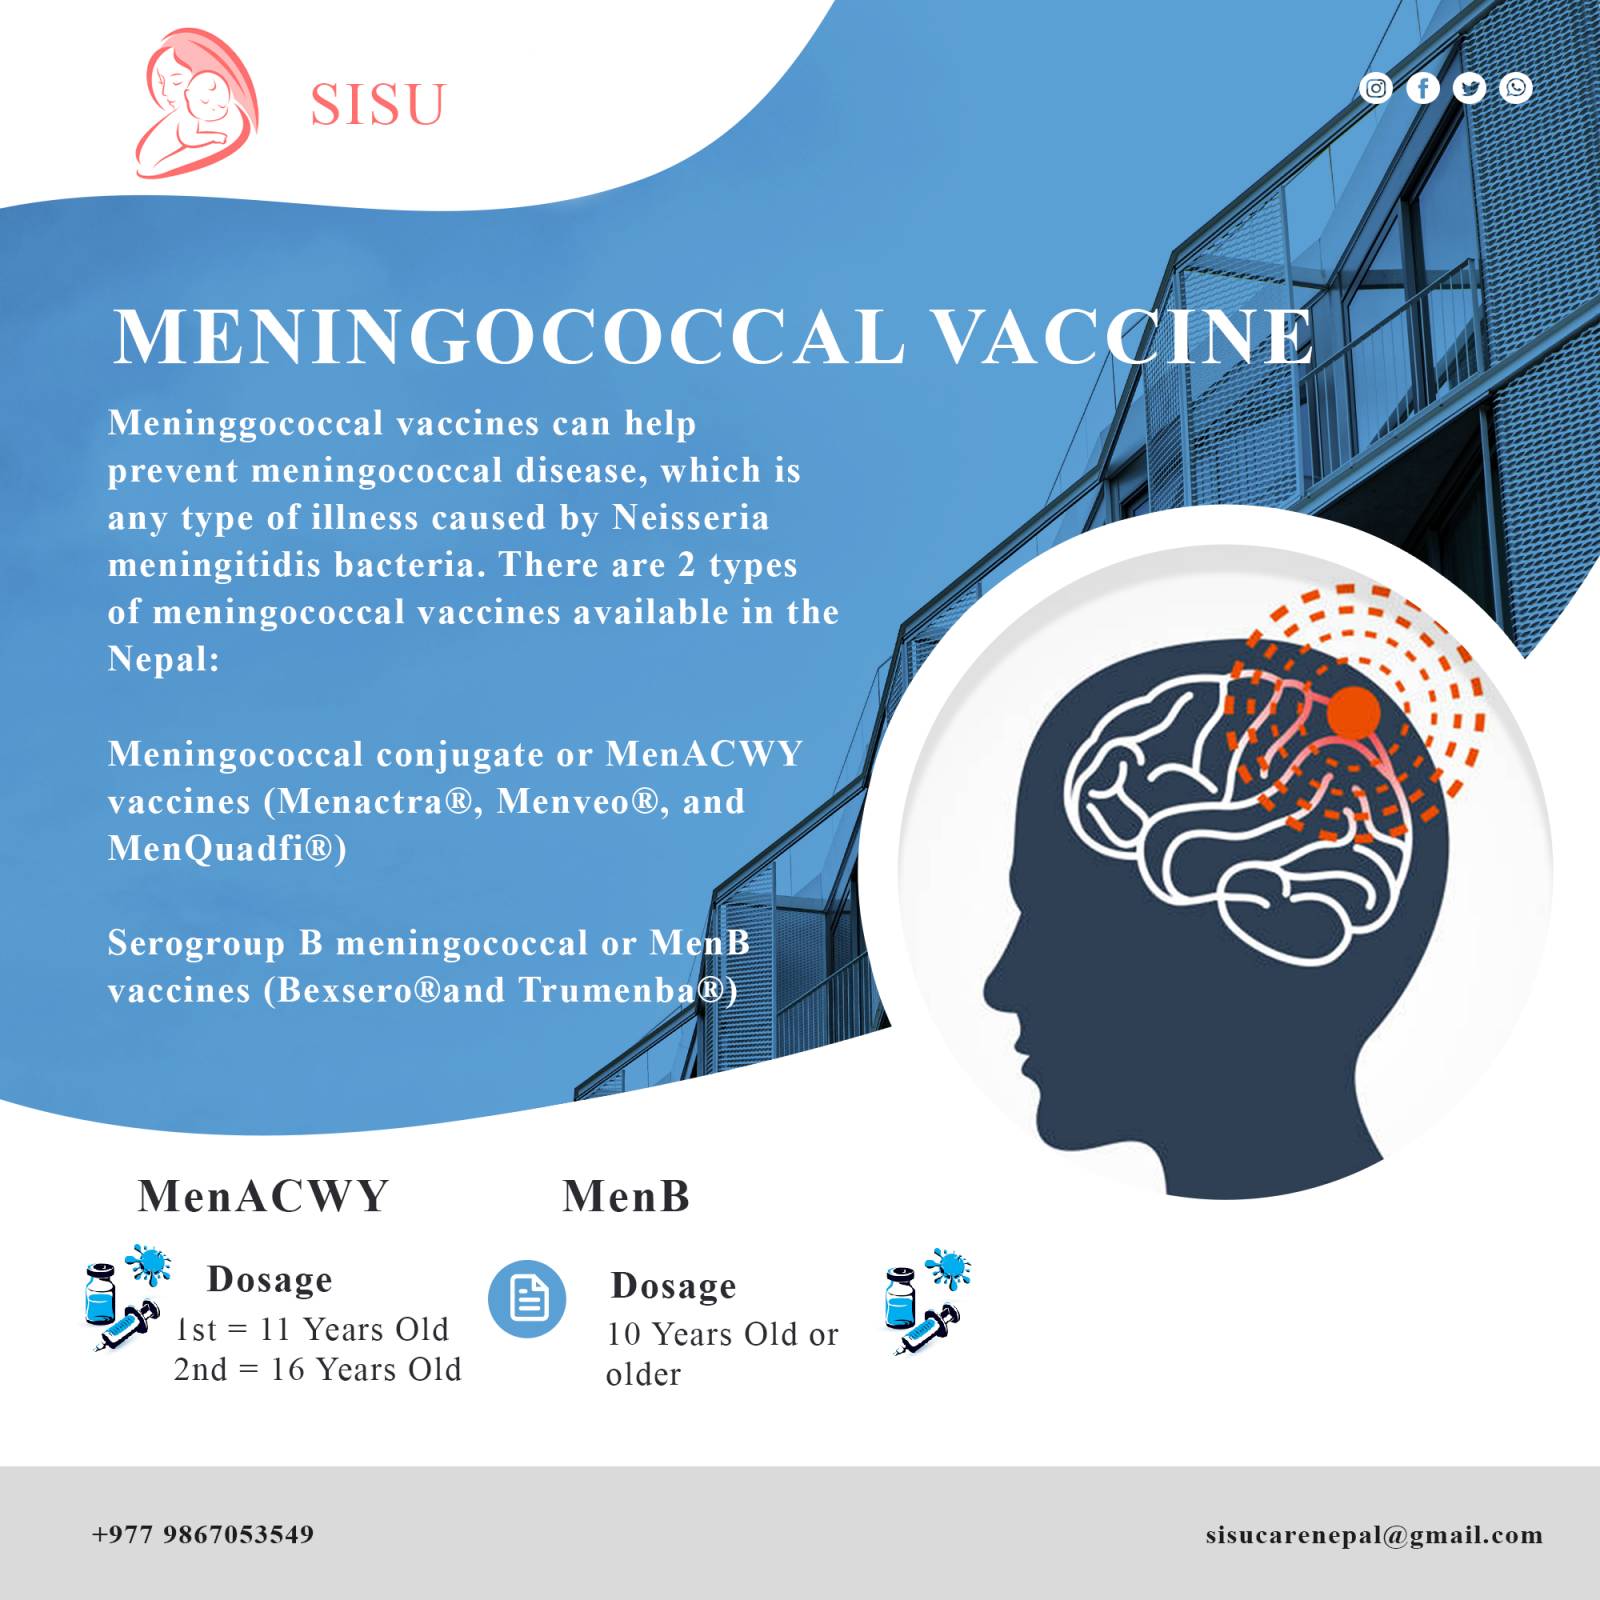 SISU
MENINGOCOCCAL VACCINE
Meninggococcal vaccines can help
prevent meningococcal disease, which is
any type of illness caused by Neisseria
meningitidis bacteria. There are 2 types
of meningococcal vaccines available in the
Nepal:
Meningococcal conjugate or MenACWY
vaccines (Menactra®, Menveo®, and
MenQuadfi®)
Serogroup B meningococcal or MenB
vaccines (Bexsero®and Trumenba®)
MenACWY
Dosage
1st = 11 Years Old
2nd = 16 Years Old
MenB
Dosage
10 Years Old or
older
+977 9867053549
sisucarenepal@gmail.com